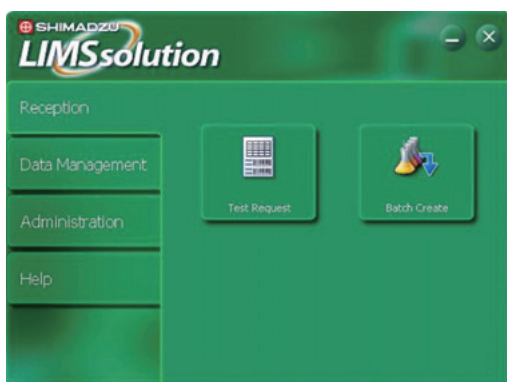 SHIMADZU
LIMSsolution
Reception
Data Management
Administration
Help
Test Request
Batch Create